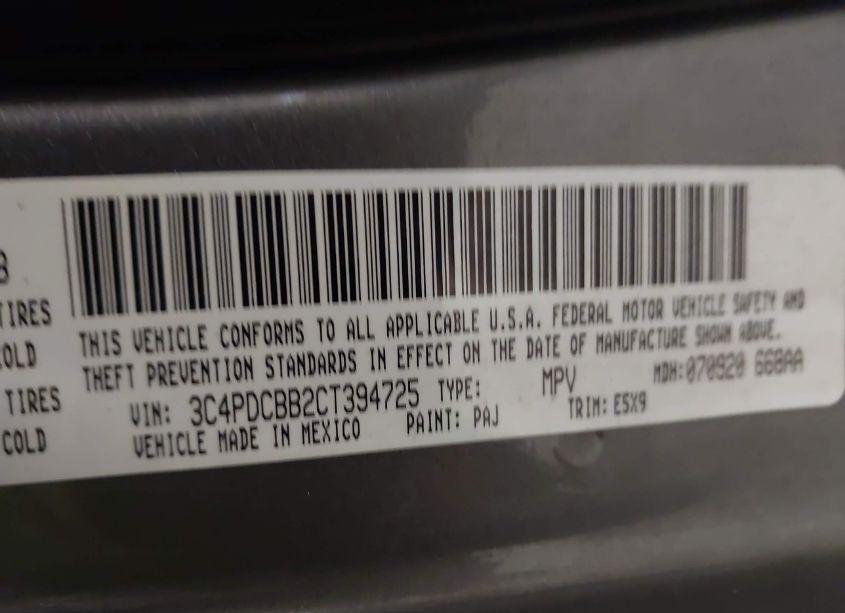 THIS VEHICLE CONFORMS TO ALL APPLICABLE U.S.A. FEDERAL MOTOR VEHICLE SAFETY AND
TIRES
THEFT PREVENTION STANDARDS IN EFFECT ON THE DATE OF MANUFACTURE SHOWN ABOVE.
COLD
VIN: 3C4PDCBB2CT394725 TYPE: MPV MDH:070920 668AA
TIRES
VEHICLE MADE IN MEXICO PAINT: PAJ TRIM: E5X9
COLD